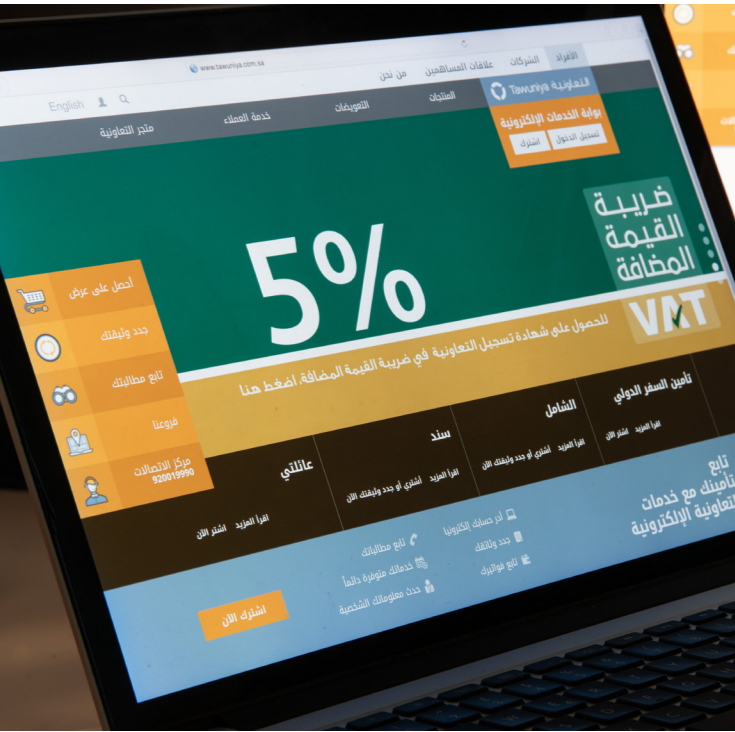 www.tawuniya.com.sa
الأفراد الشركات علاقات المساهمين من نحن
English
التعاونية Tawuniya
المنتجات التعويضات خدمة العملاء متجر التعاونية
بوابة الخدمات الإلكترونية
تسجيل الدخول اشترك
ضريبة
القيمة
المضافة
5%
VAT
للحصول على شهادة تسجيل التعاونية في ضريبة القيمة المضافة، اضغط هنا
أحصل على عرض
جدد وثيقتك
تابع مطالبتك
فروعنا
مركز الاتصالات
920019990
تأمين السفر الدولي
اقرأ المزيد اشتر الآن
الشامل
اقرأ المزيد أشتري أو جدد وثيقتك الآن
سند
اقرأ المزيد أشتري أو جدد وثيقتك الآن
عائلتي
اقرأ المزيد اشتر الآن
تابع
تأمينك مع خدمات
التعاونية الإلكترونية
أدر حسابك إلكترونيا
جدد وثائقك
تابع فواتيرك
تابع مطالباتك
خدماتك متوفرة دائماً
حدث معلوماتك الشخصية
اشترك الآن